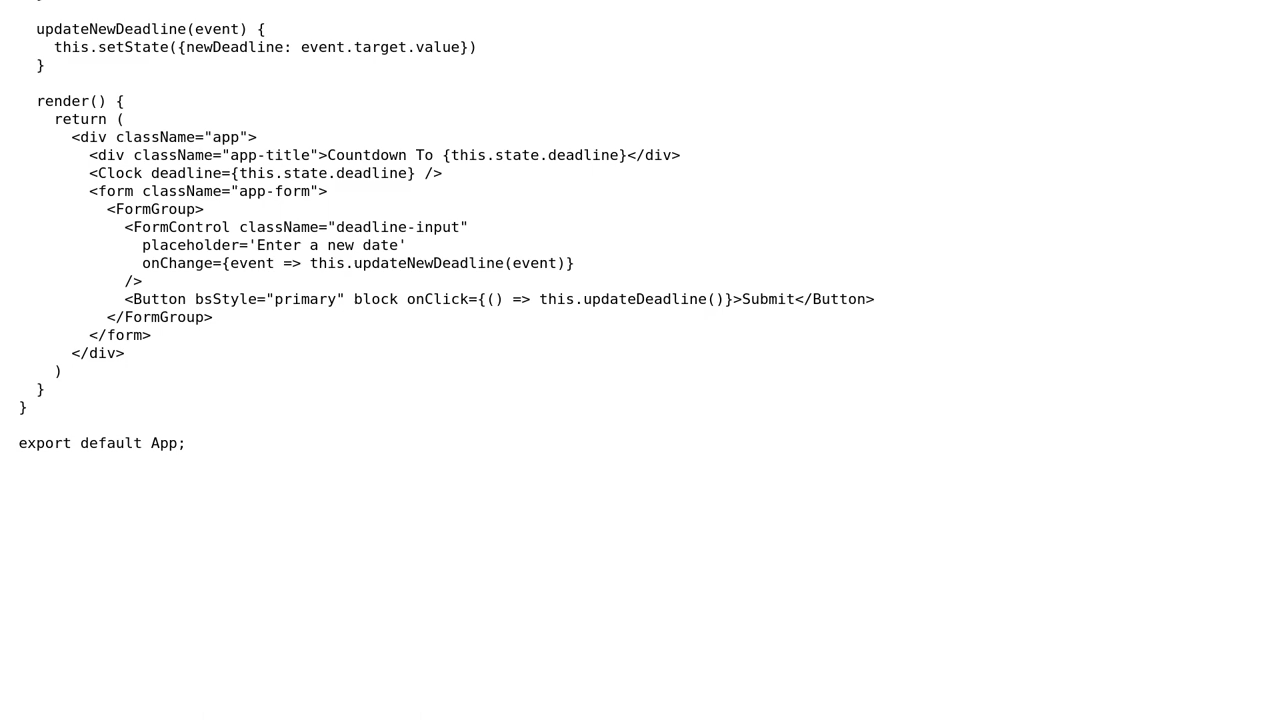 updateNewDeadline(event) {
    this.setState({newDeadline: event.target.value})
  }

  render() {
    return (
      <div className="app">
        <div className="app-title">Countdown To {this.state.deadline}</div>
        <Clock deadline={this.state.deadline} />
        <form className="app-form">
          <FormGroup>
            <FormControl className="deadline-input"
              placeholder='Enter a new date'
              onChange={event => this.updateNewDeadline(event)}
            />
            <Button bsStyle="primary" block onClick={() => this.updateDeadline()}>Submit</Button>
          </FormGroup>
        </form>
      </div>
    )
  }
}

export default App;